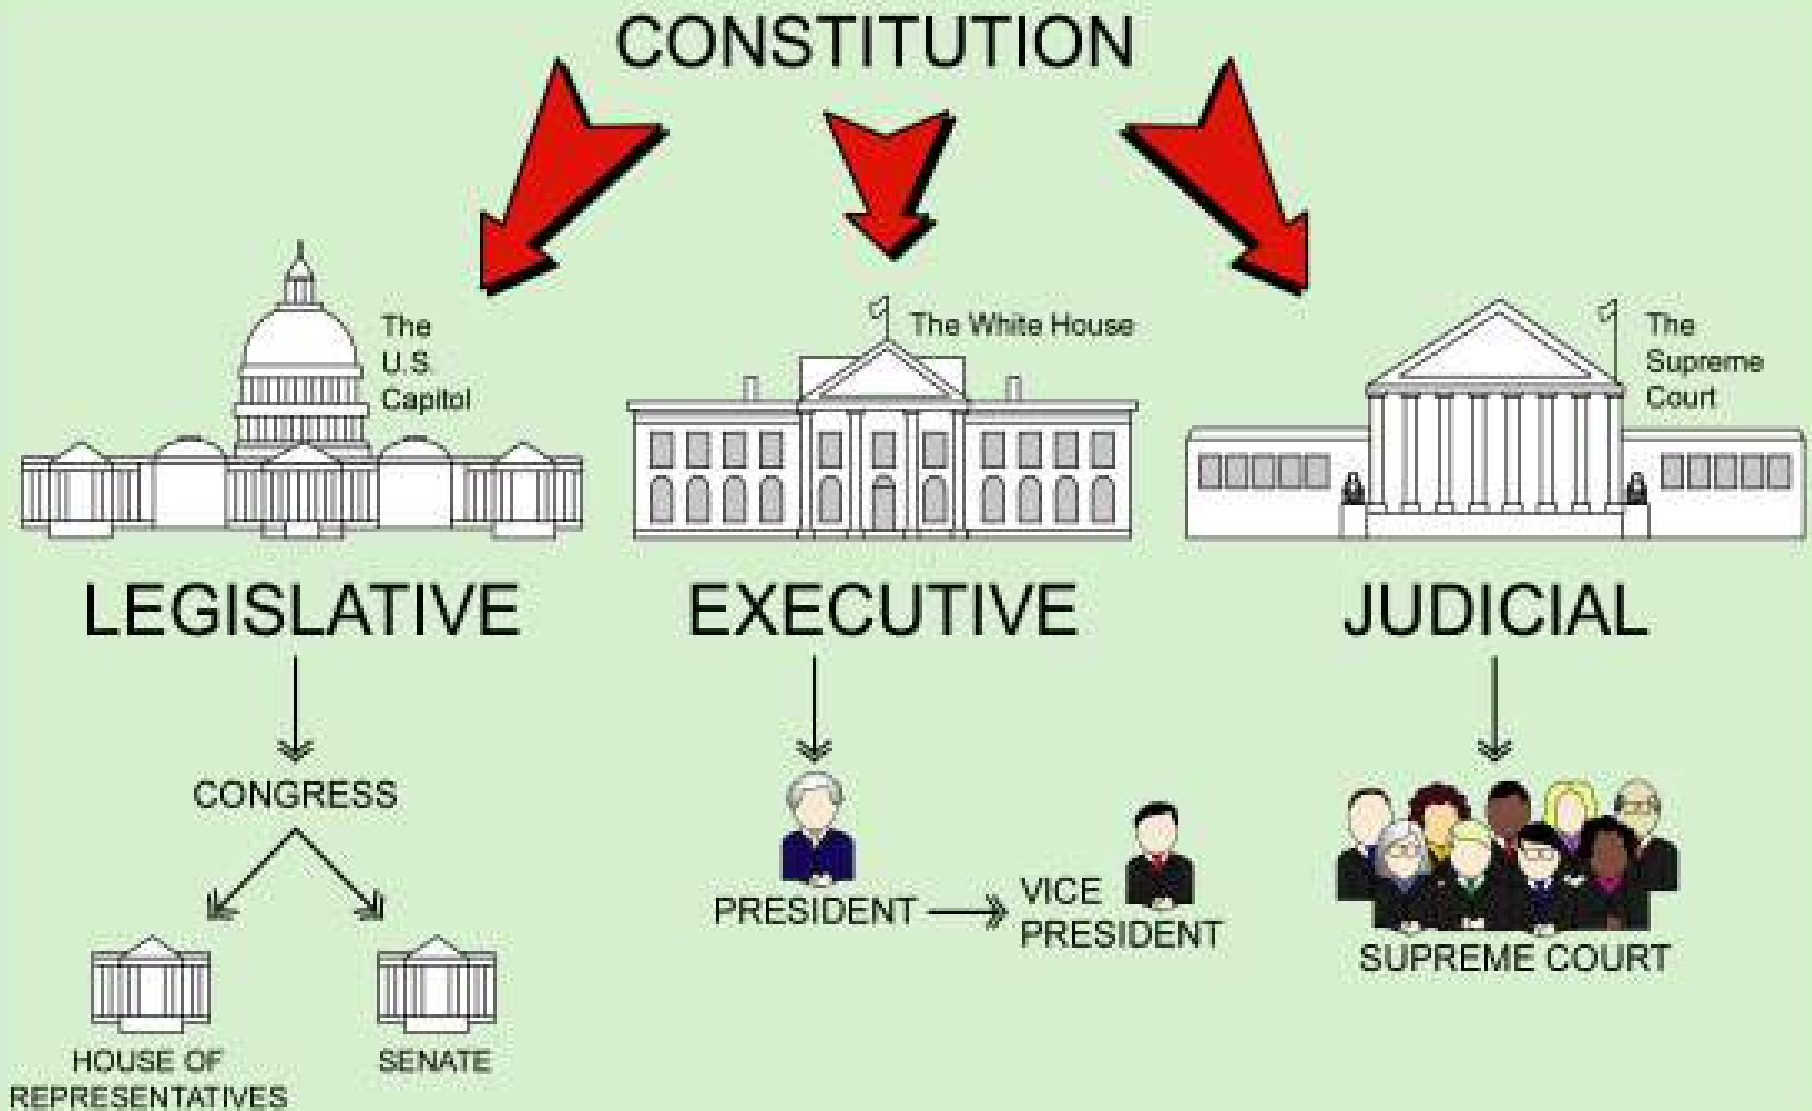 CONSTITUTION
The
U.S.
Capitol
The White House
The
Supreme
Court
LEGISLATIVE
EXECUTIVE
JUDICIAL
CONGRESS
HOUSE OF
REPRESENTATIVES
SENATE
PRESIDENT
VICE
PRESIDENT
SUPREME COURT